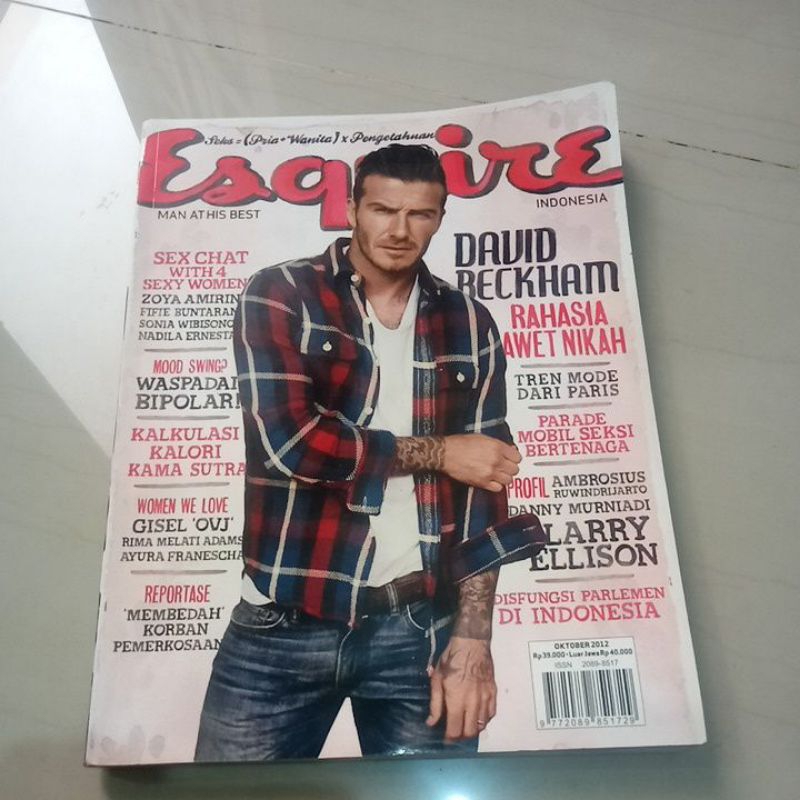 Seks = (Pria + Wanita) x Pengetahuan
Esquire
MAN AT HIS BEST
INDONESIA
SEX CHAT
WITH 4
SEXY WOMEN
ZOYA AMIRIN
FIFIE BUNTARAN
SONIA WIBISONO
NADILA ERNESTA
MOOD SWING?
WASPADAI
BIPOLAR!
KALKULASI
KALORI
KAMA SUTRA
WOMEN WE LOVE
GISEL 'OVJ'
RIMA MELATI ADAMS
AYURA FRANESCHA
REPORTASE
'MEMBEDAH'
KORBAN
PEMERKOSAAN
DAVID
BECKHAM
RAHASIA
AWET NIKAH
TREN MODE
DARI PARIS
PARADE
MOBIL SEKSI
BERTENAGA
PROFIL AMBROSIUS
RUWINDRIJARTO
DANNY MURNIADI
LARRY
ELLISON
DISFUNGSI PARLEMEN
DI INDONESIA
OKTOBER 2012
Rp 39.000 - Luar Jawa Rp 40.000
ISSN 2089-8517
9 772089 851729